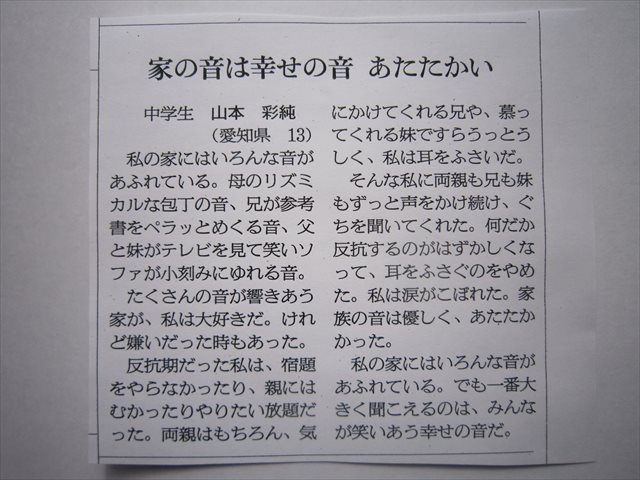 家の音は幸せの音 あたたかい
中学生 山本 彩純
（愛知県 13）
私の家にはいろんな音が
あふれている。母のリズミ
カルな包丁の音、兄が参考
書をペラッとめくる音、父
と妹がテレビを見て笑いソ
ファが小刻みにゆれる音。
たくさんの音が響きあう
家が、私は大好きだ。けれ
ど嫌いだった時もあった。
反抗期だった私は、宿題
をやらなかったり、親には
むかったりやりたい放題だ
った。両親はもちろん、気
にかけてくれる兄や、慕っ
てくれる妹ですらうっとう
しく、私は耳をふさいだ。
そんな私に両親も兄も妹
もずっと声をかけ続け、ぐ
ちを聞いてくれた。何だか
反抗するのがはずかしくな
って、耳をふさぐのをやめ
た。私は涙がこぼれた。家
族の音は優しく、あたたか
かった。
私の家にはいろんな音が
あふれている。でも一番大
きく聞こえるのは、みんな
が笑いあう幸せの音だ。